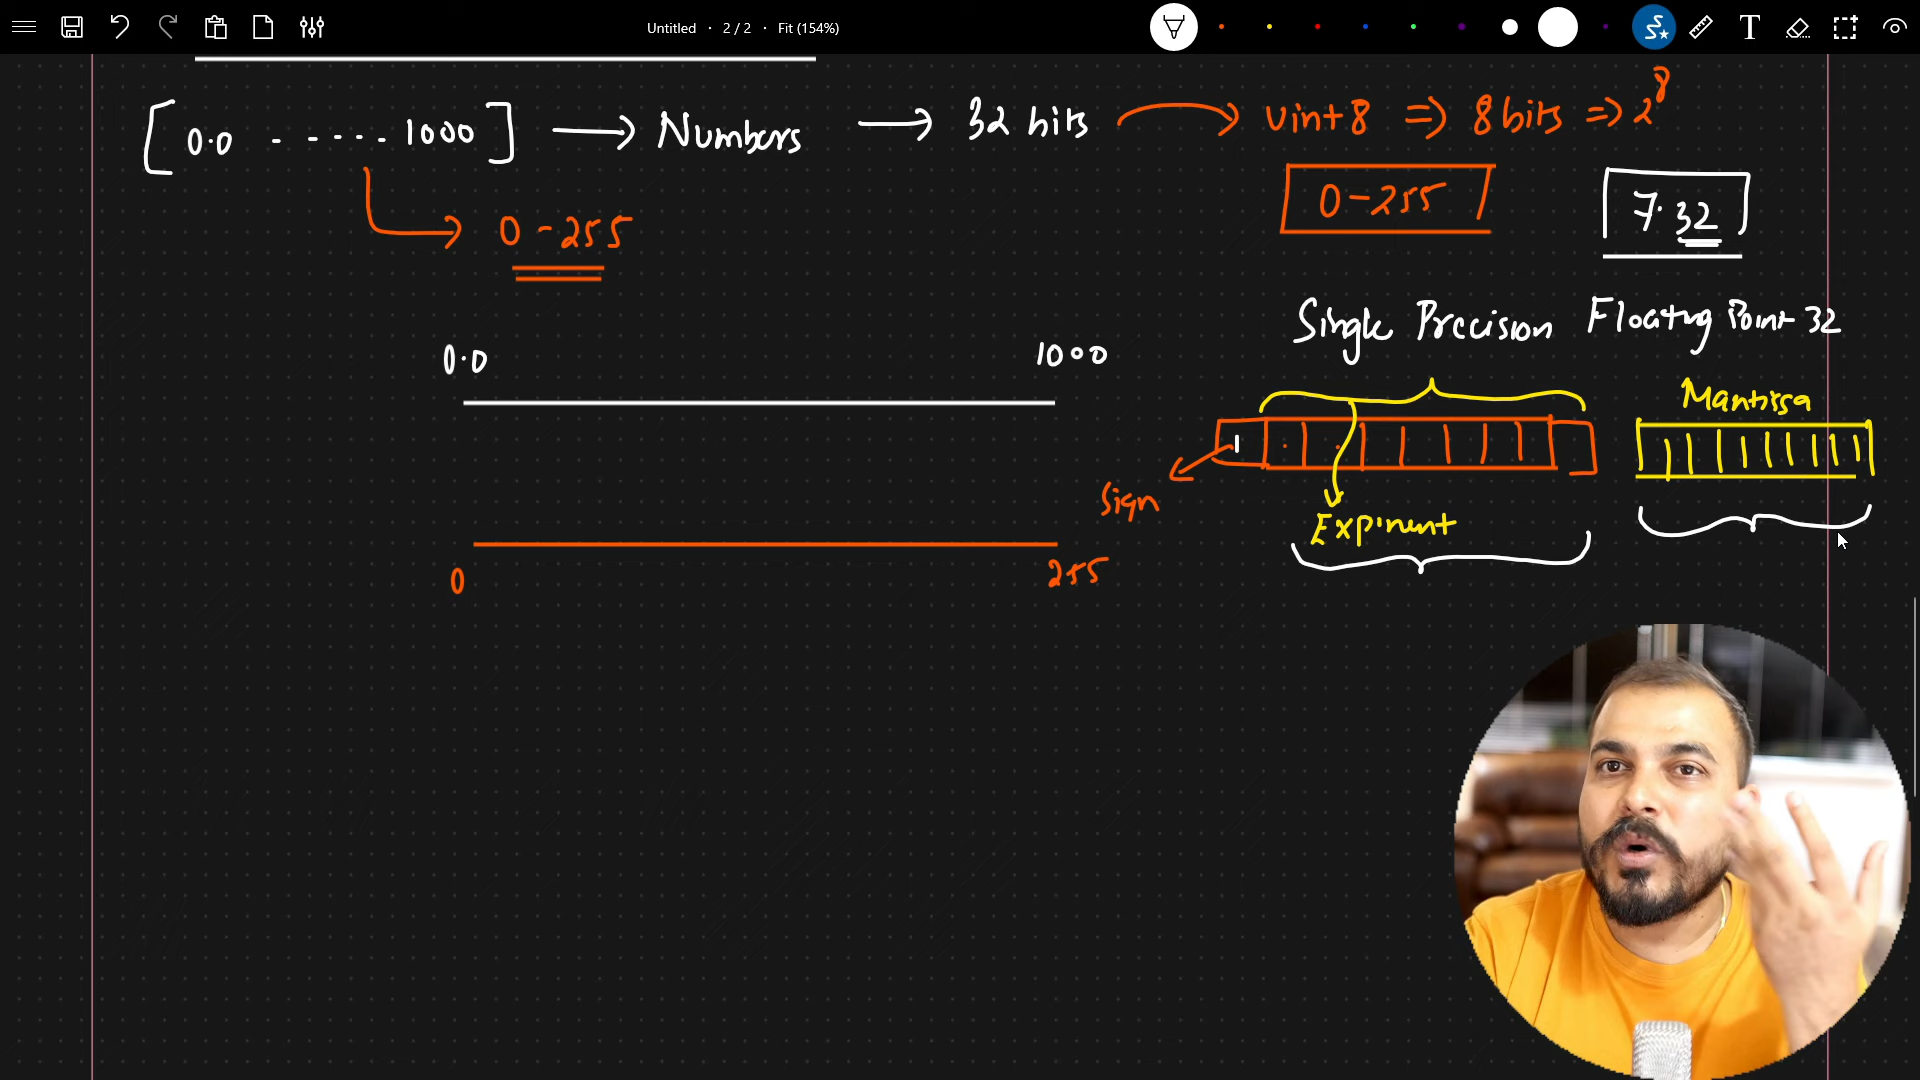 Untitled · 2 / 2 · Fit (154%)
T
[0.0 - - - - - 1000] → Numbers → 32 bits → uint8 => 8 bits => 2^8
0 - 255
0 - 255
7.32
Single Precision Floating Point 32
0.0
1000
Mantissa
1
Sign
Exponent
0
255